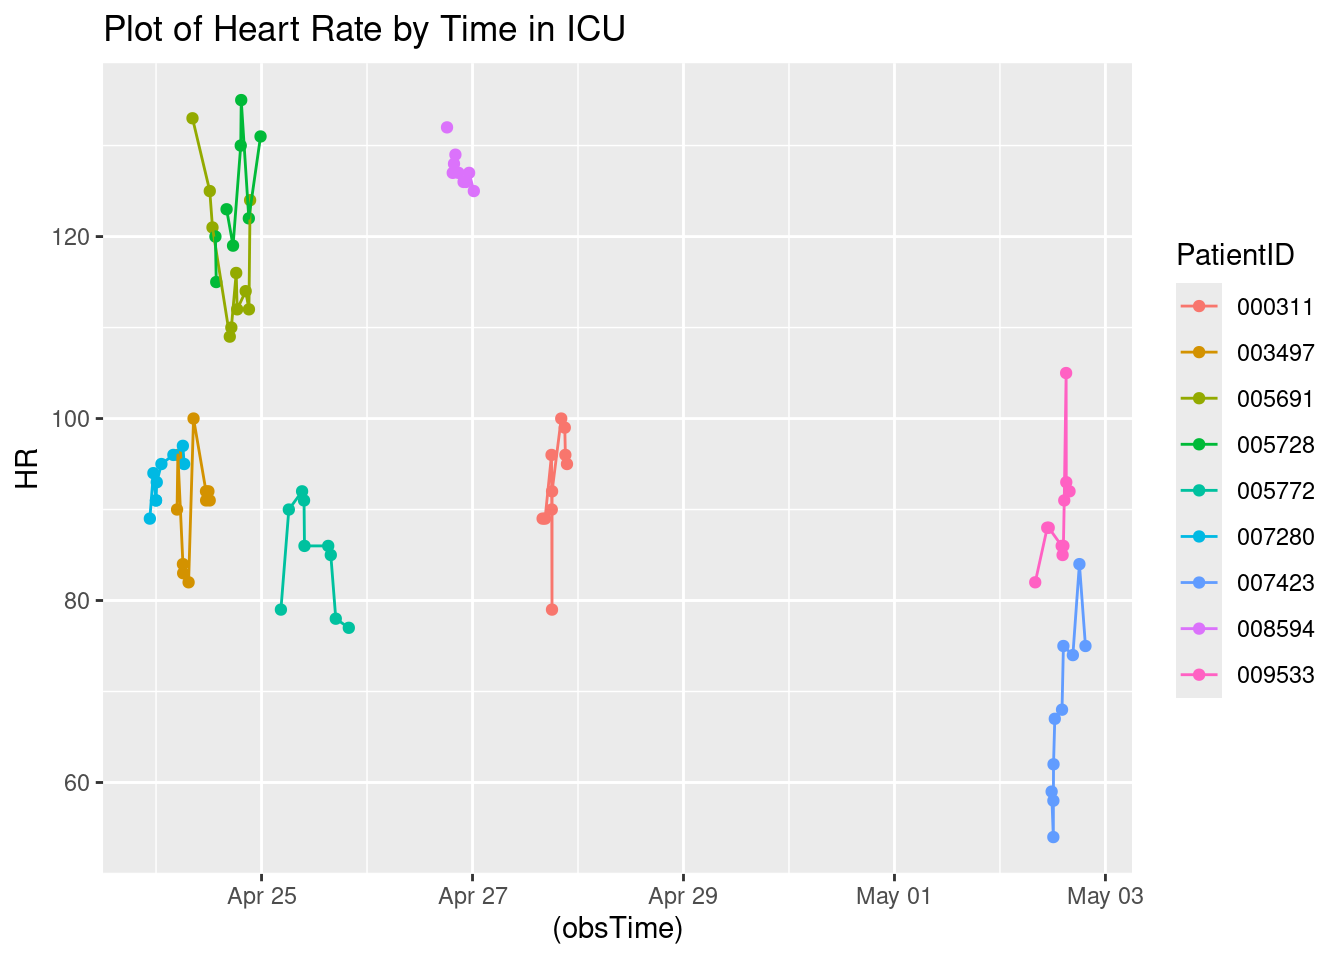 Plot of Heart Rate by Time in ICU
HR
120
100
80
60
Apr 25
Apr 27
Apr 29
May 01
May 03
(obsTime)
PatientID
000311
003497
005691
005728
005772
007280
007423
008594
009533